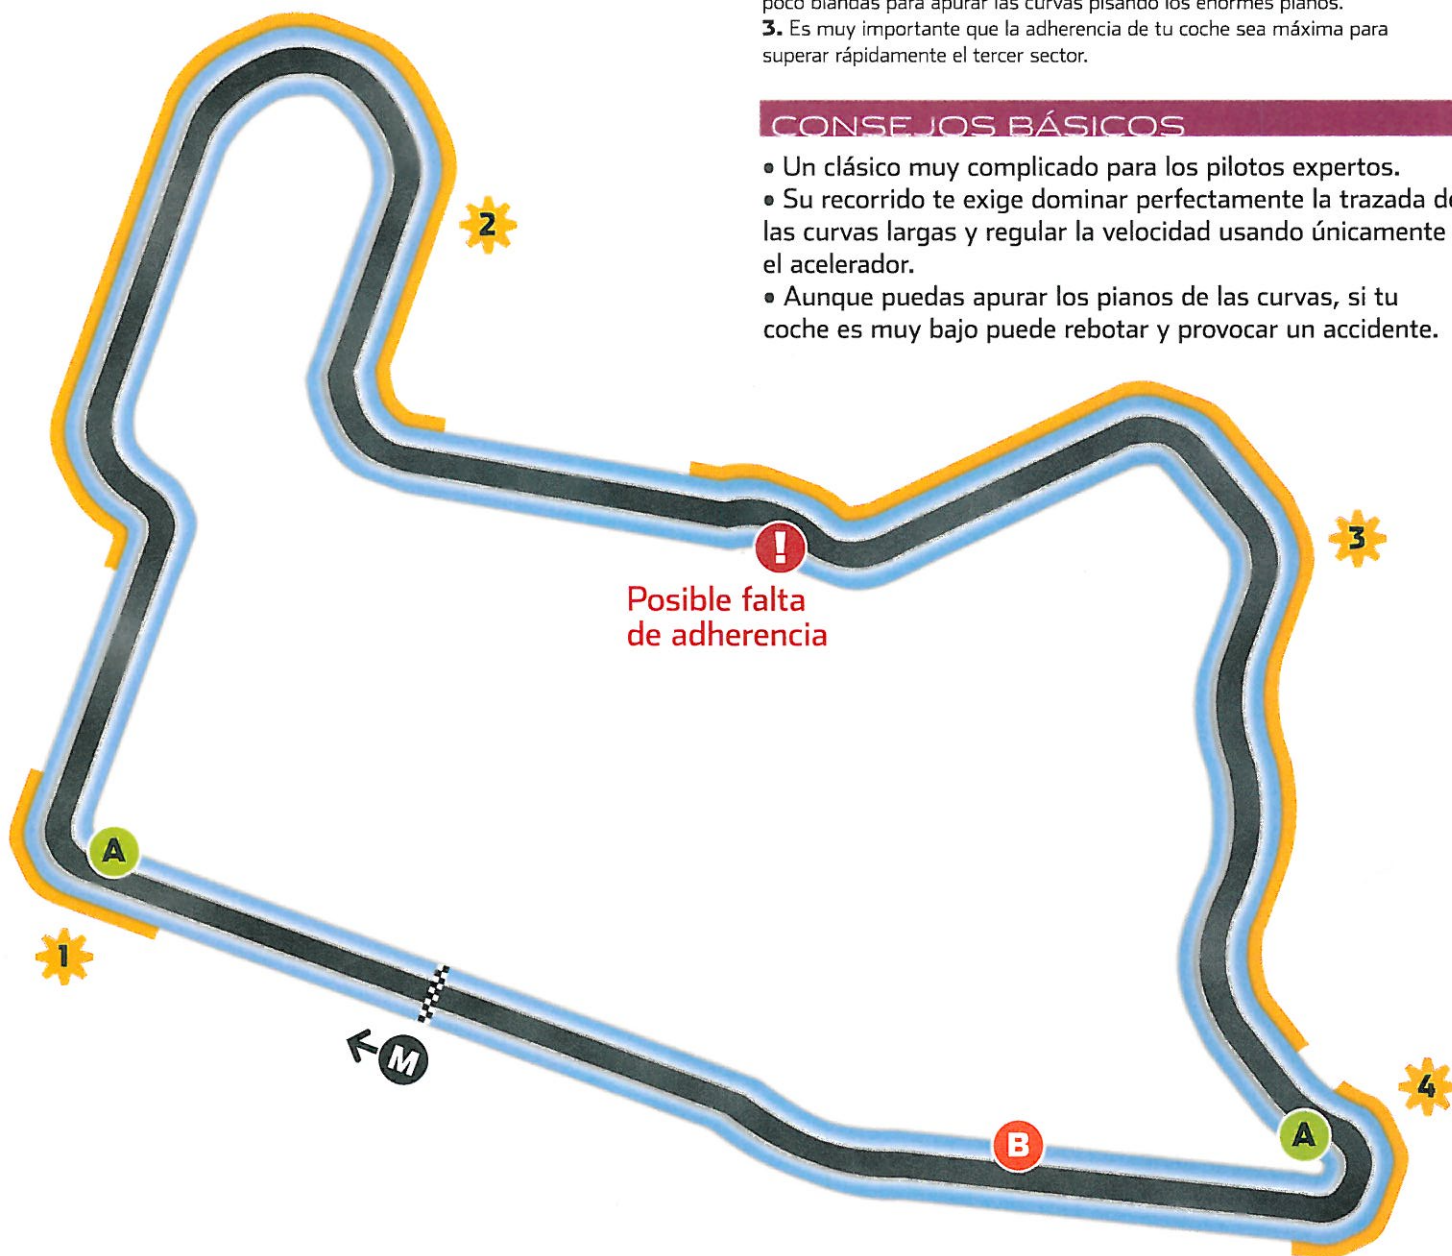 poco blandas para apurar las curvas pisando los enormes pianos.
3. Es muy importante que la adherencia de tu coche sea máxima para
superar rápidamente el tercer sector.
CONSEJOS BÁSICOS
• Un clásico muy complicado para los pilotos expertos.
• Su recorrido te exige dominar perfectamente la trazada de
las curvas largas y regular la velocidad usando únicamente
el acelerador.
• Aunque puedas apurar los pianos de las curvas, si tu
coche es muy bajo puede rebotar y provocar un accidente.
2
3
!
Posible falta
de adherencia
A
1
M
4
A
B